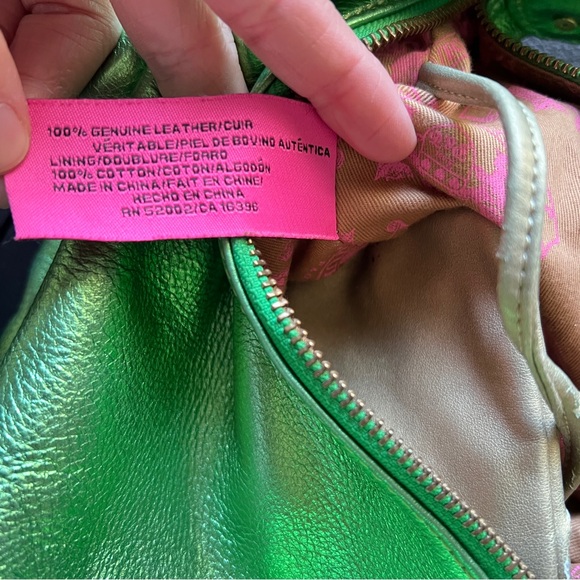 100% GENUINE LEATHER/CUIR
VÉRITABLE/PIEL DE BOVINO AUTÉNTICA
LINING/DOUBLURE/FORRO
100% COTTON/COTON/ALGODÓN
MADE IN CHINA/FAIT EN CHINE/
HECHO EN CHINA
RN 52002/CA 16396